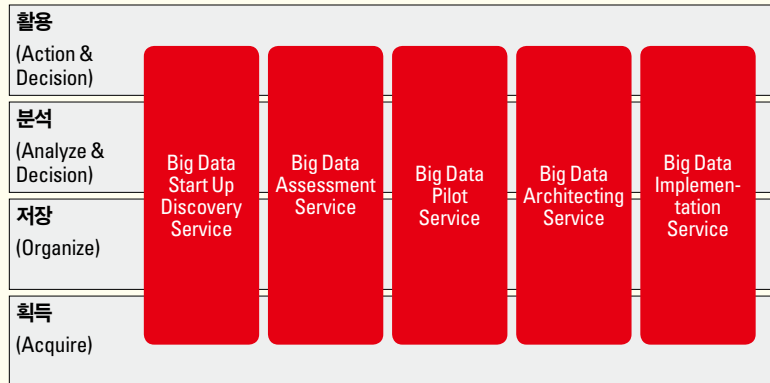 활용
(Action &
Decision)
분석
(Analyze &
Decision)
저장
(Organize)
획득
(Acquire)
Big Data
Start Up
Discovery
Service
Big Data
Assessment
Service
Big Data
Pilot
Service
Big Data
Architecting
Service
Big Data
Implemen-
tation
Service